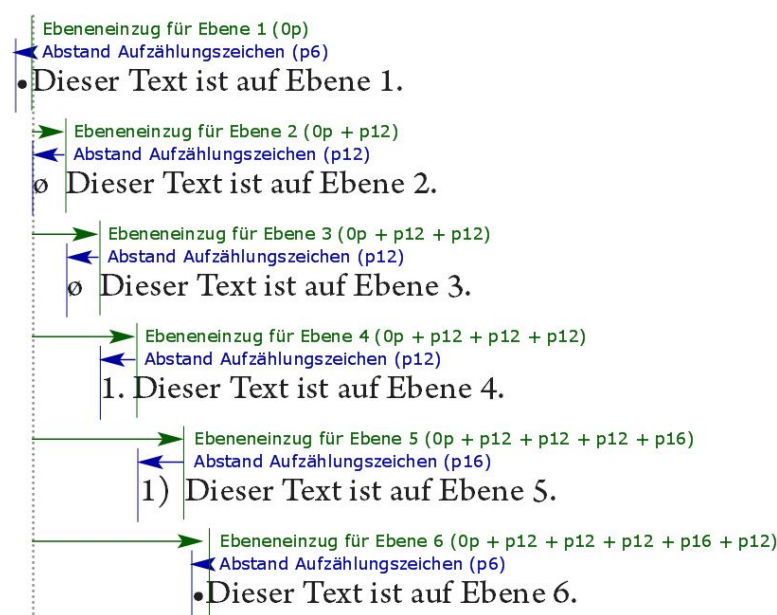 Ebeneneinzug für Ebene 1 (0p)
Abstand Aufzählungszeichen (p6)
•Dieser Text ist auf Ebene 1.
Ebeneneinzug für Ebene 2 (0p + p12)
Abstand Aufzählungszeichen (p12)
ø Dieser Text ist auf Ebene 2.
Ebeneneinzug für Ebene 3 (0p + p12 + p12)
Abstand Aufzählungszeichen (p12)
ø Dieser Text ist auf Ebene 3.
Ebeneneinzug für Ebene 4 (0p + p12 + p12 + p12)
Abstand Aufzählungszeichen (p12)
1. Dieser Text ist auf Ebene 4.
Ebeneneinzug für Ebene 5 (0p + p12 + p12 + p12 + p16)
Abstand Aufzählungszeichen (p16)
1) Dieser Text ist auf Ebene 5.
Ebeneneinzug für Ebene 6 (0p + p12 + p12 + p12 + p16 + p12)
Abstand Aufzählungszeichen (p6)
•Dieser Text ist auf Ebene 6.